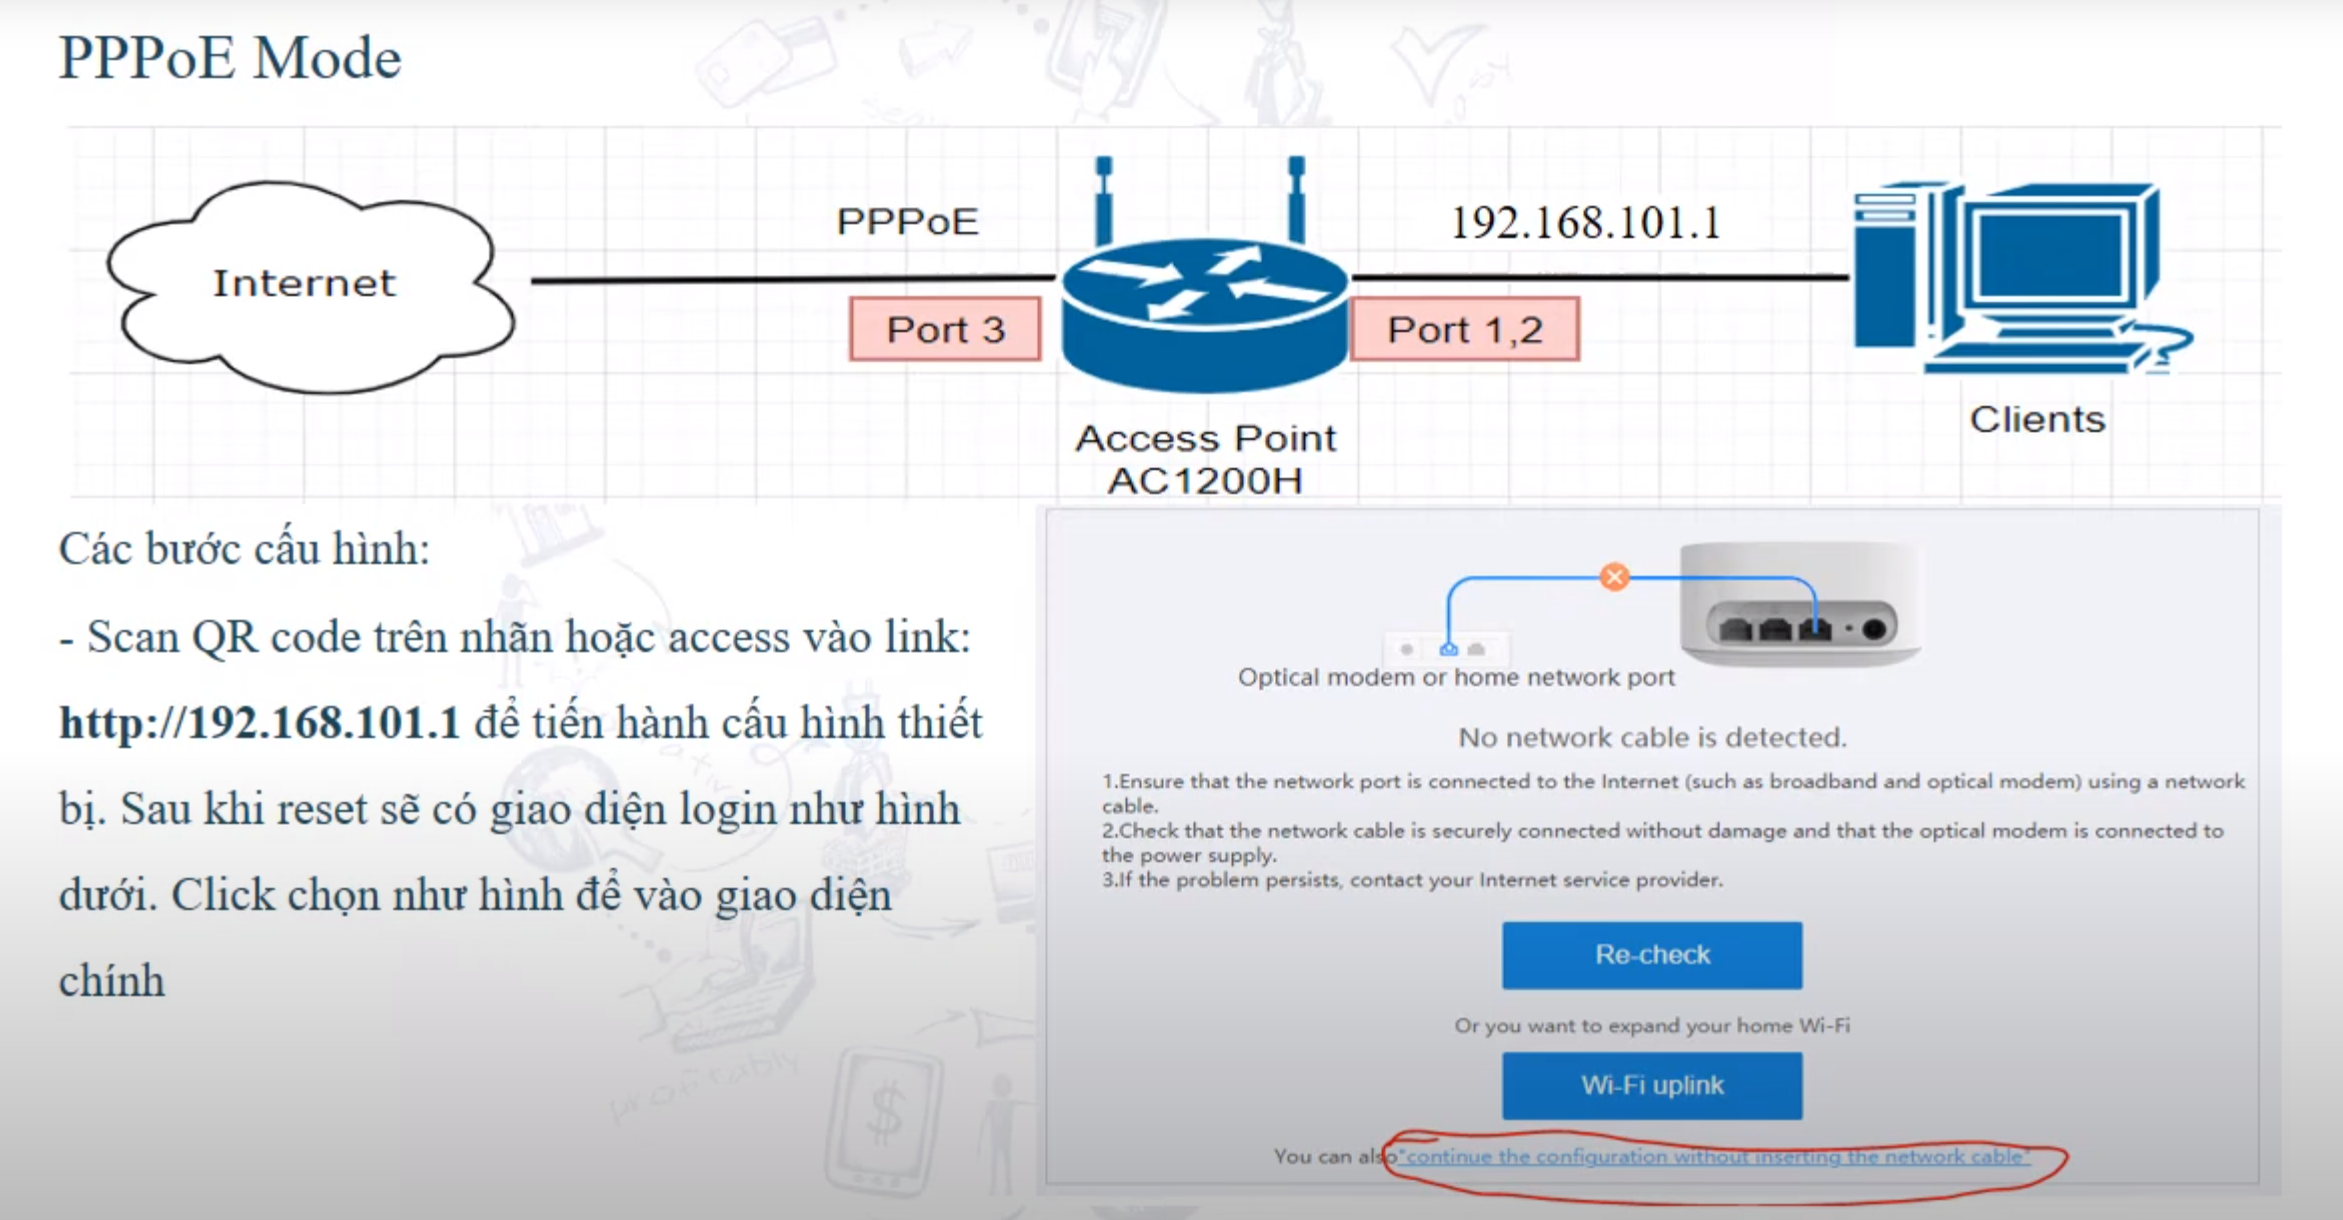 PPPoE Mode
Internet
PPPoE
Port 3
192.168.101.1
Port 1,2
Access Point
AC1200H
Clients
Các bước cấu hình:
- Scan QR code trên nhãn hoặc access vào link:
http://192.168.101.1 để tiến hành cấu hình thiết
bị. Sau khi reset sẽ có giao diện login như hình
dưới. Click chọn như hình để vào giao diện
chính
Optical modem or home network port
No network cable is detected.
1.Ensure that the network port is connected to the Internet (such as broadband and optical modem) using a network
cable.
2.Check that the network cable is securely connected without damage and that the optical modem is connected to
the power supply.
3.If the problem persists, contact your Internet service provider.
Re-check
Or you want to expand your home Wi-Fi
Wi-Fi uplink
You can also"continue the configuration without inserting the network cable"
profitably
$